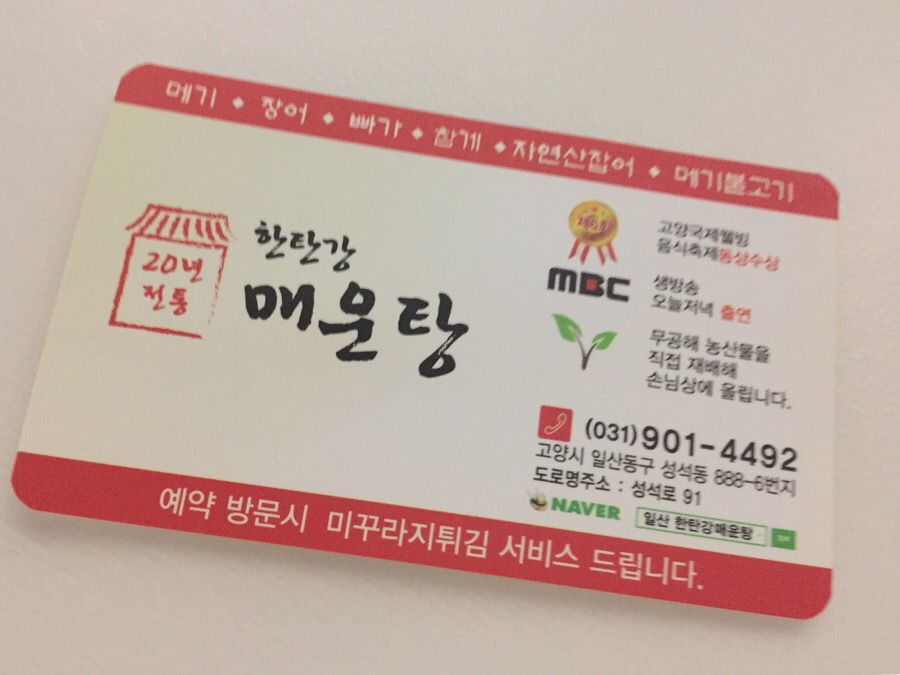 메기 ◆ 장어 ◆ 빠가 ◆ 참게 ◆ 자연산잡어 ◆ 메기불고기
20년
전통
한탄강
매운탕
고양국제웰빙
음식축제동상수상
MBC
생방송
오늘저녁 출연
무공해 농산물을
직접 재배해
손님상에 올립니다.
(031)901-4492
고양시 일산동구 성석동 888-6번지
도로명주소 : 성석로 91
NAVER 일산 한탄강매운탕
예약 방문시 미꾸라지튀김 서비스 드립니다.